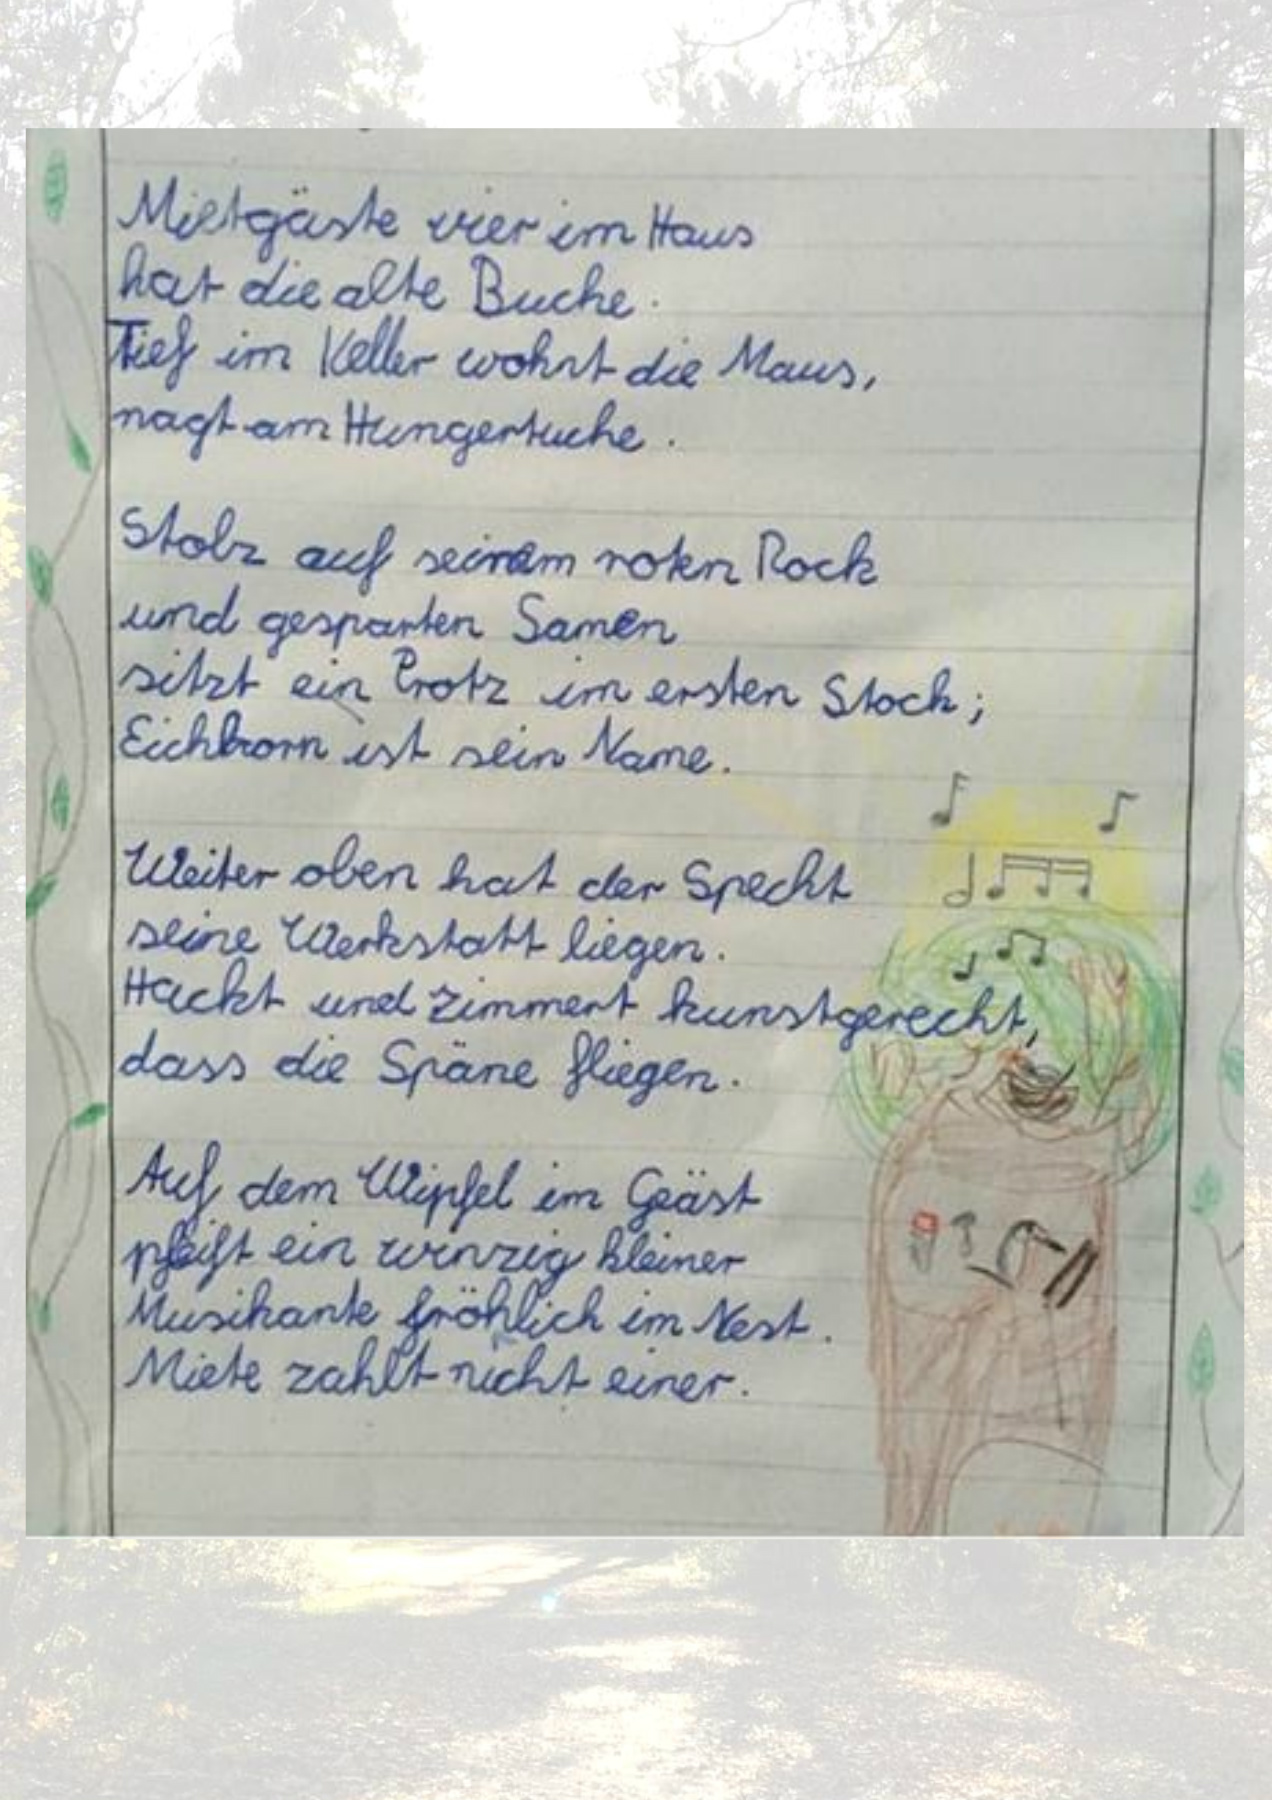 Mietgäste vier im Haus
hat die alte Buche.
Tief im Keller wohnt die Maus,
nagt am Hungertuche.
Stolz auf seinem roten Rock
und gesparten Samen
sitzt ein Protz im ersten Stock;
Eichhorn ist sein Name.
Weiter oben hat der Specht
seine Werkstatt liegen.
Hackt und zimmert kunstgerecht,
dass die Späne fliegen.
Auf dem Wipfel im Geäst
pfeift ein winzig kleiner
Musikante fröhlich im Nest.
Miete zahlt nicht einer.